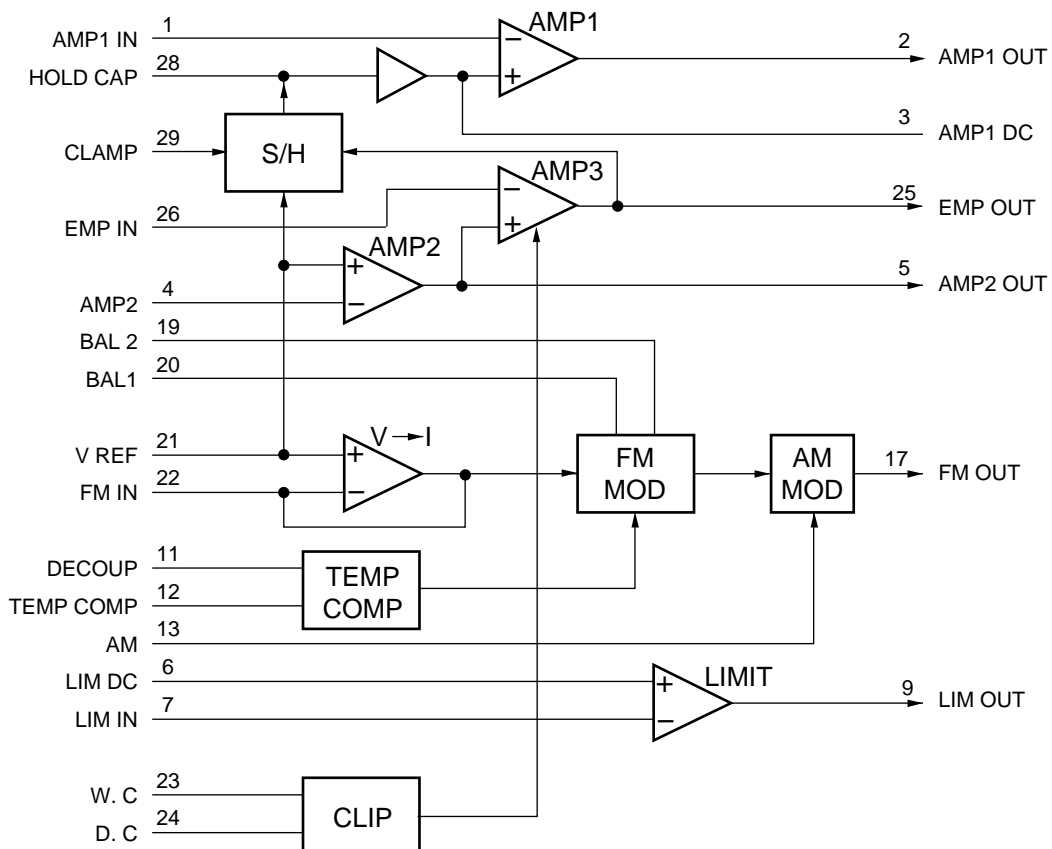 1 AMP1 2
AMP1 IN − AMP1 OUT
28 +
HOLD CAP
3
AMP1 DC
29
CLAMP S/H
AMP3
− 25
26 EMP OUT
EMP IN +
AMP2
+ 5
4 AMP2 OUT
AMP2 −
19
BAL 2
20
BAL1
V → I
21
V REF + FM AM 17
22 MOD MOD FM OUT
FM IN −
11
DECOUP TEMP
12 COMP
TEMP COMP
13
AM
6 LIMIT
LIM DC + 9
7 LIM OUT
LIM IN −
23
W. C
24 CLIP
D. C